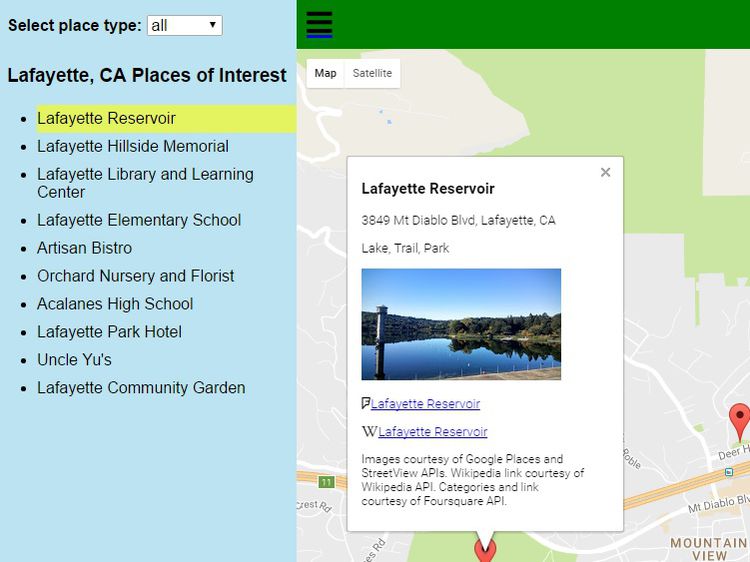 Select place type: all
Lafayette, CA Places of Interest
Lafayette Reservoir
Lafayette Hillside Memorial
Lafayette Library and Learning
Center
Lafayette Elementary School
Artisan Bistro
Orchard Nursery and Florist
Acalanes High School
Lafayette Park Hotel
Uncle Yu's
Lafayette Community Garden
Map Satellite
Lafayette Reservoir
3849 Mt Diablo Blvd, Lafayette, CA
Lake, Trail, Park
Lafayette Reservoir
W Lafayette Reservoir
Images courtesy of Google Places and
StreetView APIs. Wikipedia link courtesy of
Wikipedia API. Categories and link
courtesy of Foursquare API.
11
Crest Rd
Rd
Roble
Deer H
Mt Diablo Blv
MOUNTAIN
VIEW